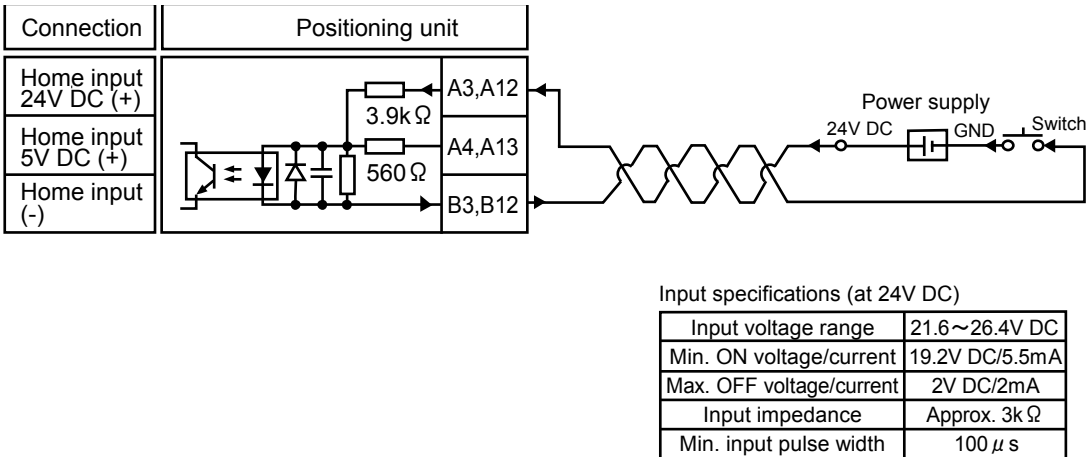 Connection
Positioning unit
Home input
24V DC (+)
Home input
5V DC (+)
Home input
(-)
3.9kΩ
560Ω
A3,A12
A4,A13
B3,B12
Power supply
24V DC
GND
Switch
Input specifications (at 24V DC)
Input voltage range 21.6～26.4V DC
Min. ON voltage/current 19.2V DC/5.5mA
Max. OFF voltage/current 2V DC/2mA
Input impedance Approx. 3kΩ
Min. input pulse width 100μs